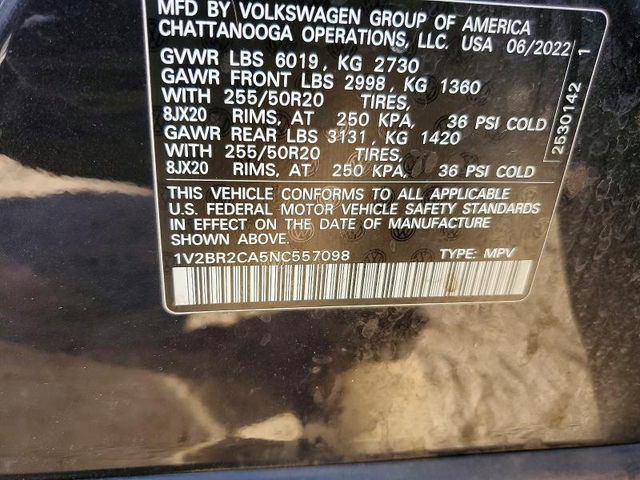 MFD BY VOLKSWAGEN GROUP OF AMERICA
CHATTANOOGA OPERATIONS, LLC. USA 06/2022 1
GVWR LBS 6019, KG 2730
GAWR FRONT LBS 2998, KG 1360
WITH 255/50R20 TIRES,
8JX20 RIMS, AT 250 KPA, 36 PSI COLD
GAWR REAR LBS 3131, KG 1420
WITH 255/50R20 TIRES,
8JX20 RIMS, AT 250 KPA, 36 PSI COLD
2530142
THIS VEHICLE CONFORMS TO ALL APPLICABLE
U.S. FEDERAL MOTOR VEHICLE SAFETY STANDARDS
IN EFFECT ON THE DATE OF MANUFACTURE
SHOWN ABOVE.
1V2BR2CA5NC557098 TYPE: MPV